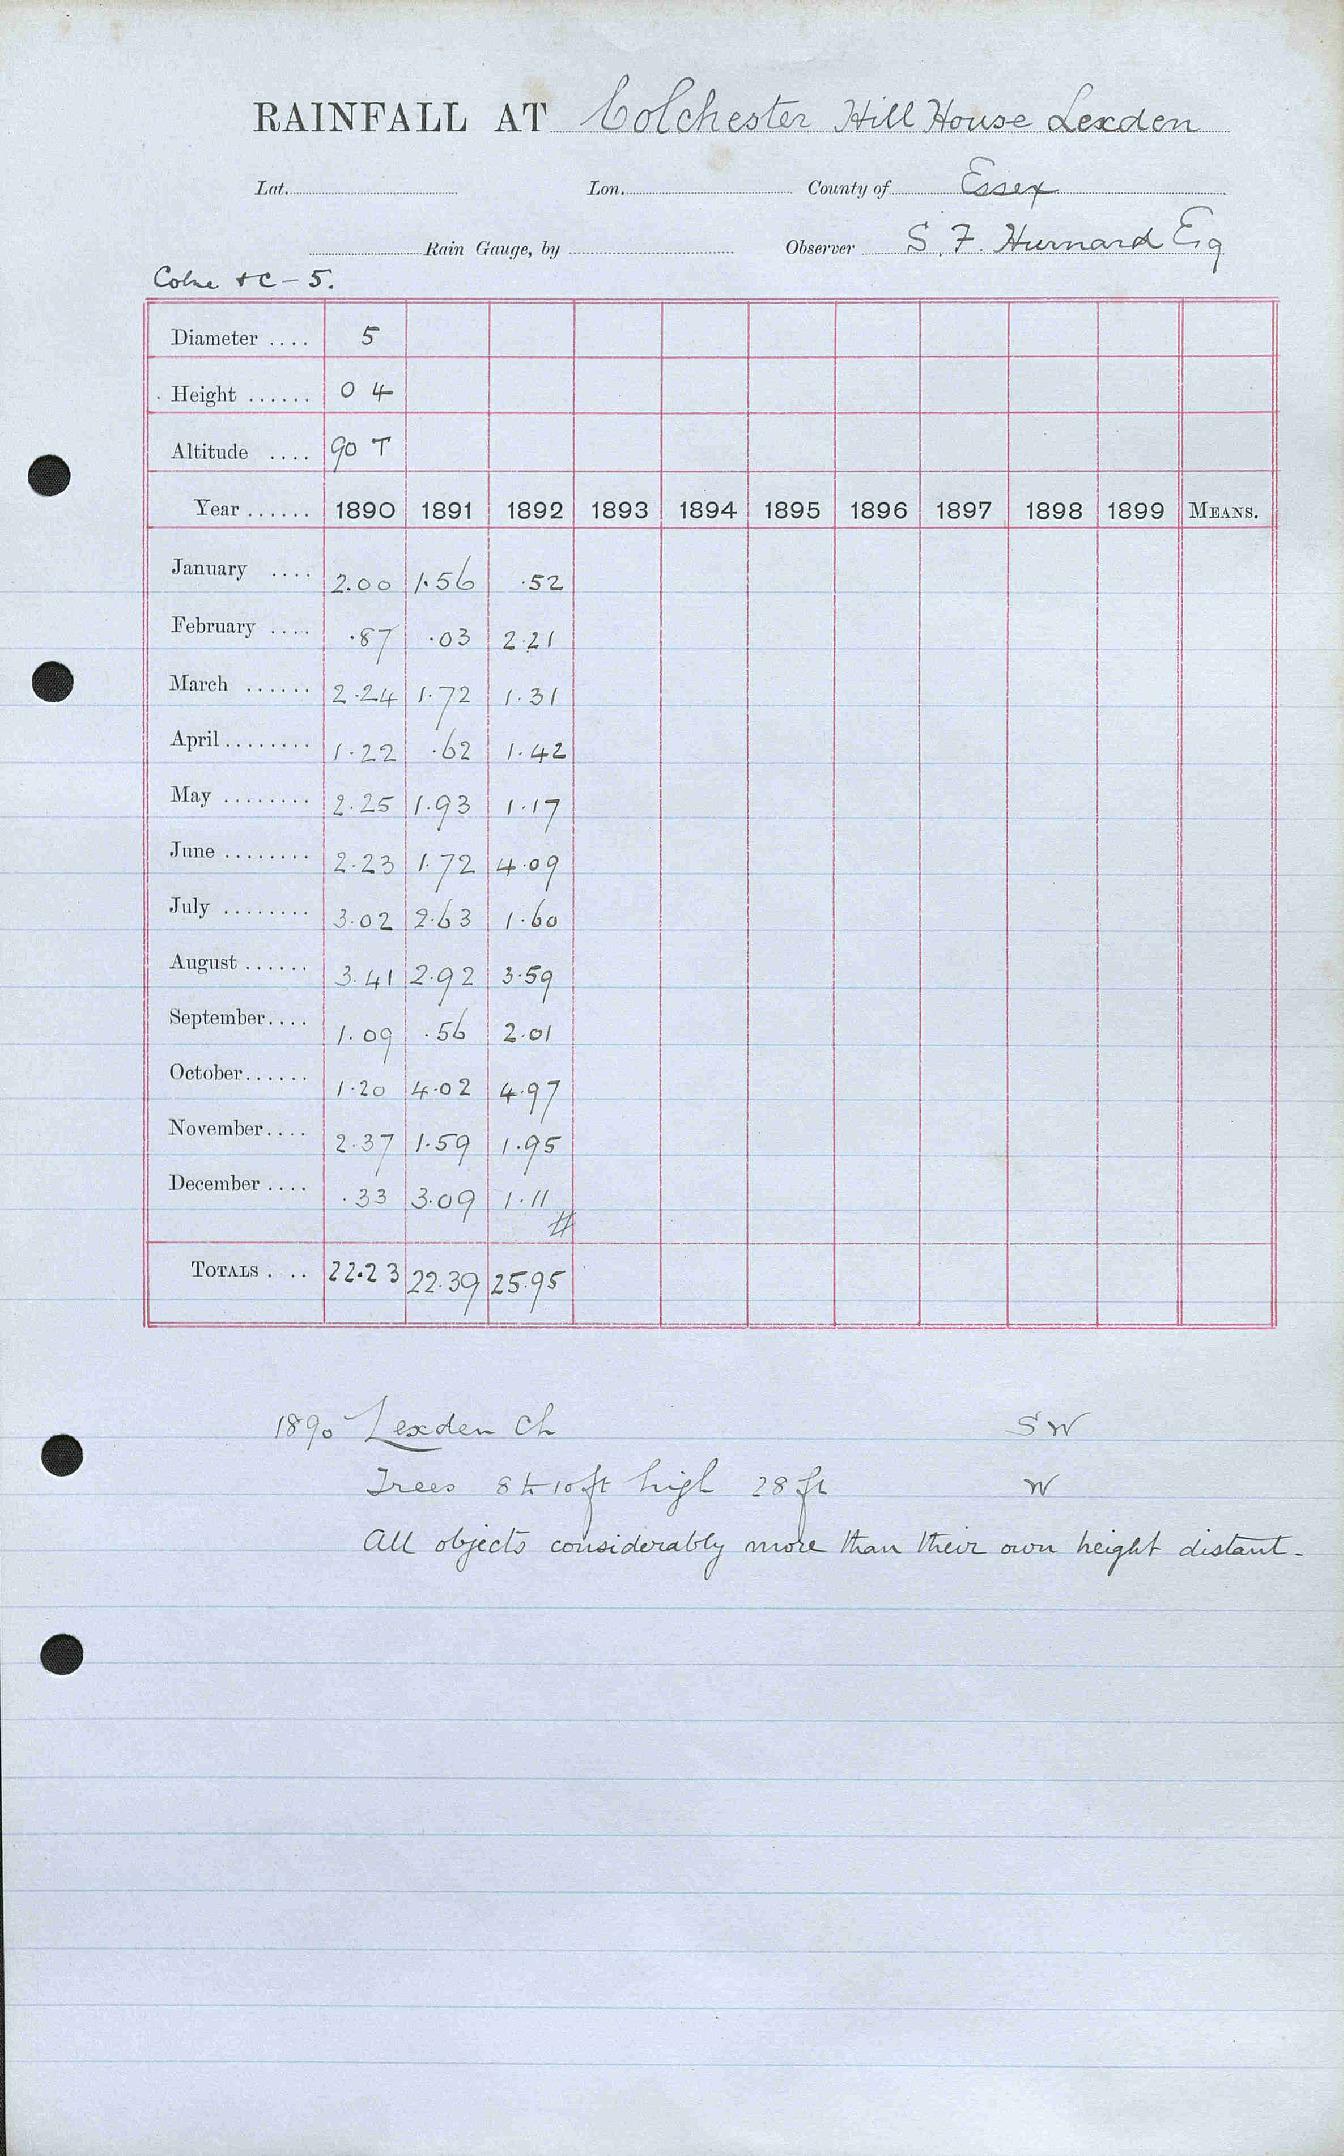 RAINFALL AT Colchester Hill House Lexden
Lat. Lon. County of Essex
Rain Gauge, by Observer S. F. Hurnard Esq
Colne & C - 5.
Diameter .... 5
Height ...... 0 4
Altitude .... 90 T
Year ...... 1890 1891 1892 1893 1894 1895 1896 1897 1898 1899 MEANS.
January .... 2.00 1.56 .52
February .... .87 .03 2.21
March ...... 2.24 1.72 1.31
April ........ 1.22 .62 1.42
May ........ 2.25 1.93 1.17
June ........ 2.23 1.72 4.09
July ........ 3.02 2.63 1.60
August ...... 3.41 2.92 3.59
September.... 1.09 .56 2.01
October...... 1.20 4.02 4.97
November.... 2.37 1.59 1.95
December .... .33 3.09 1.11
#
TOTALS . .. 22.23 22.39 25.95
1890 Lexden Ch SW
Trees 8 to 10 ft high 28 ft W
All objects considerably more than their own height distant.